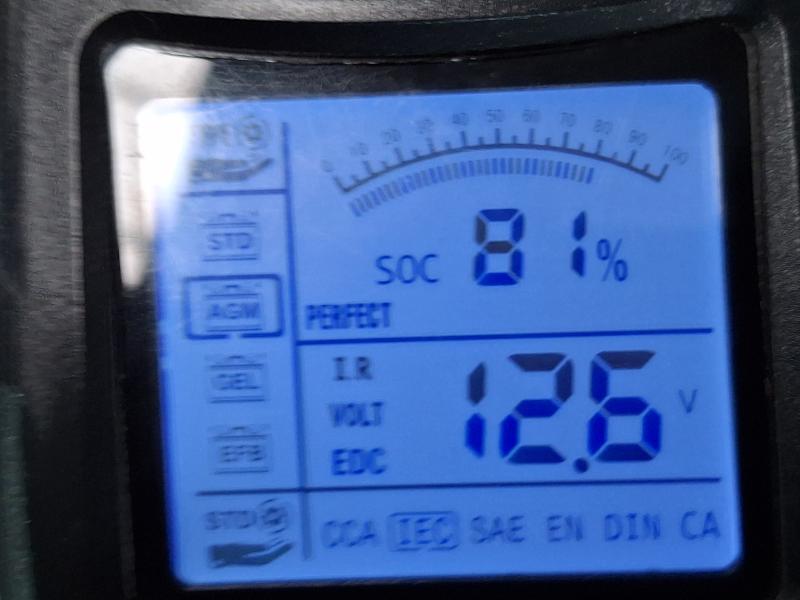 0 10 20 30 40 50 60 70 80 90 100
STD
SOC 81%
AGM
PERFECT
GEL
I.R
VOLT
12.6 V
EFB
EDC
STD
CCA IEC SAE EN DIN CA